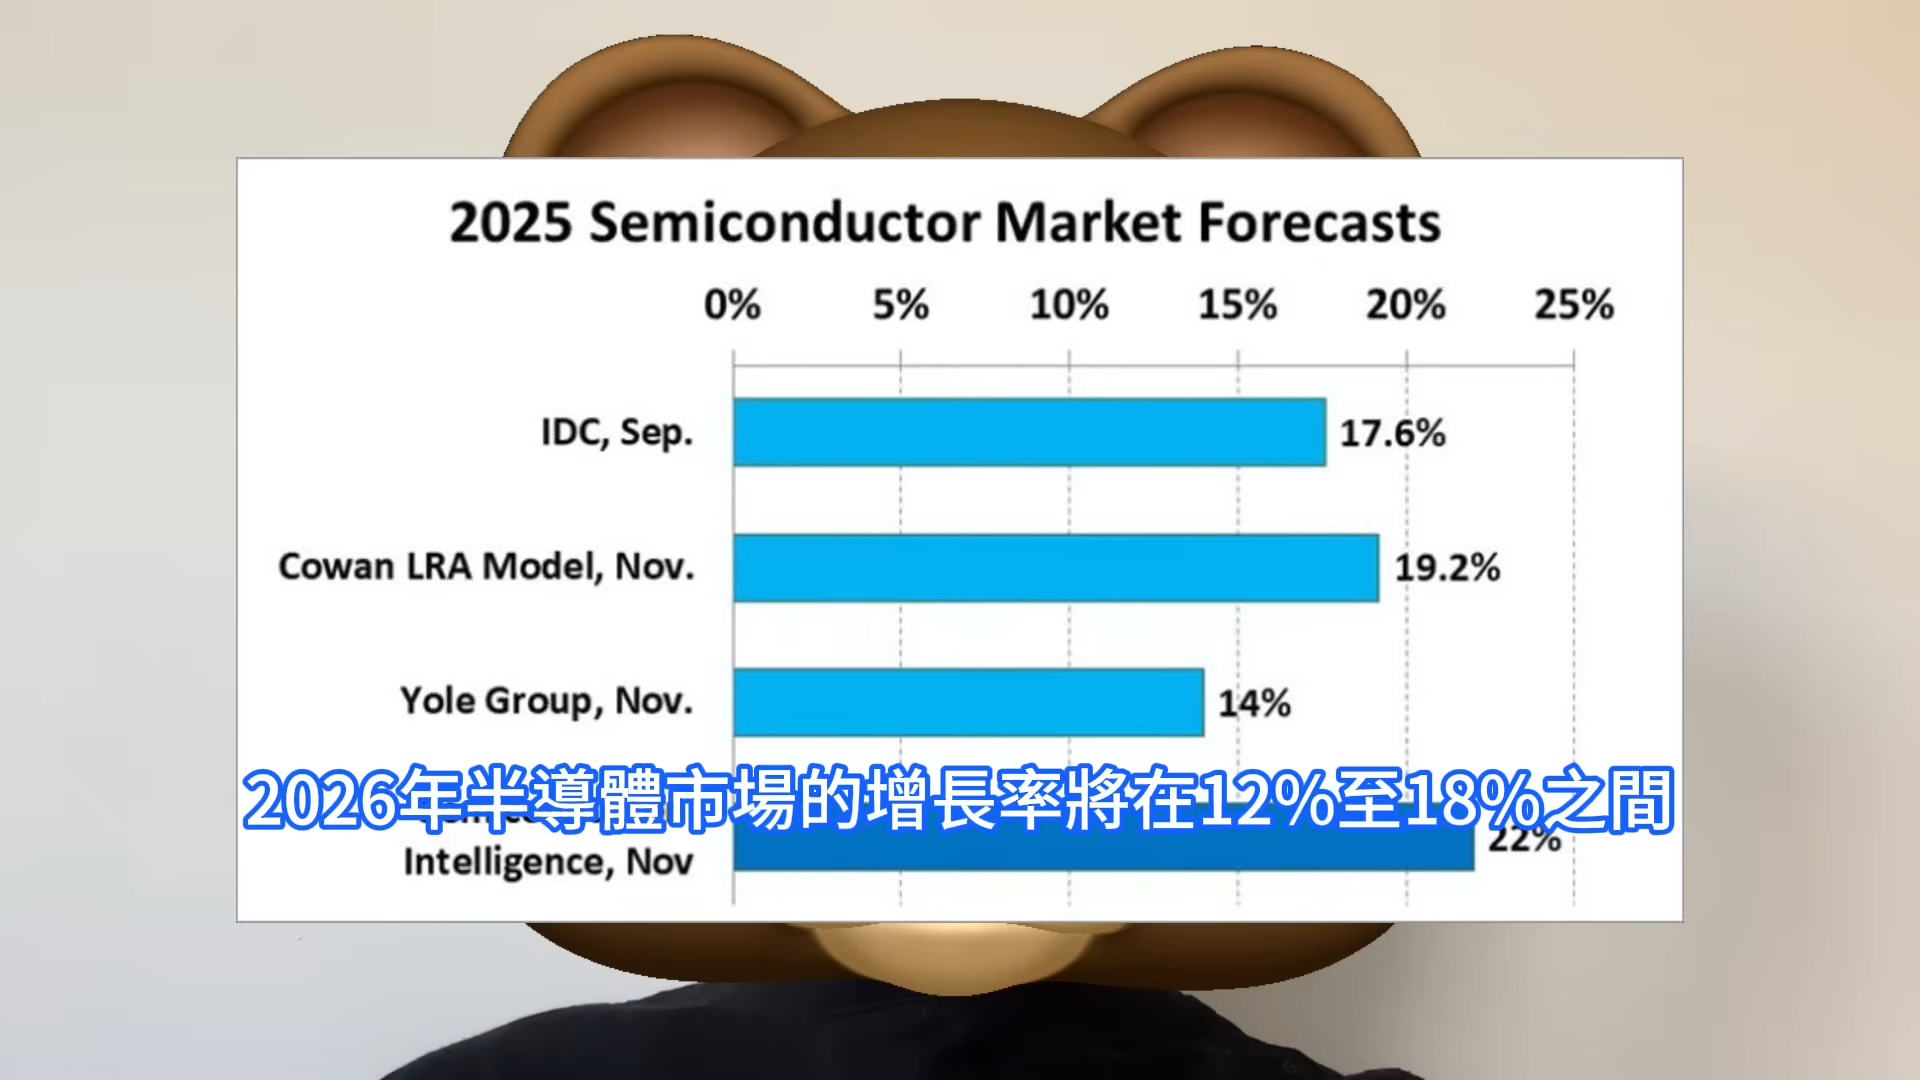 2025 Semiconductor Market Forecasts
0% 5% 10% 15% 20% 25%
IDC, Sep. 17.6%
Cowan LRA Model, Nov. 19.2%
Yole Group, Nov. 14%
2026年半導體市場的增長率將在12%至18%之間
Intelligence, Nov 22%